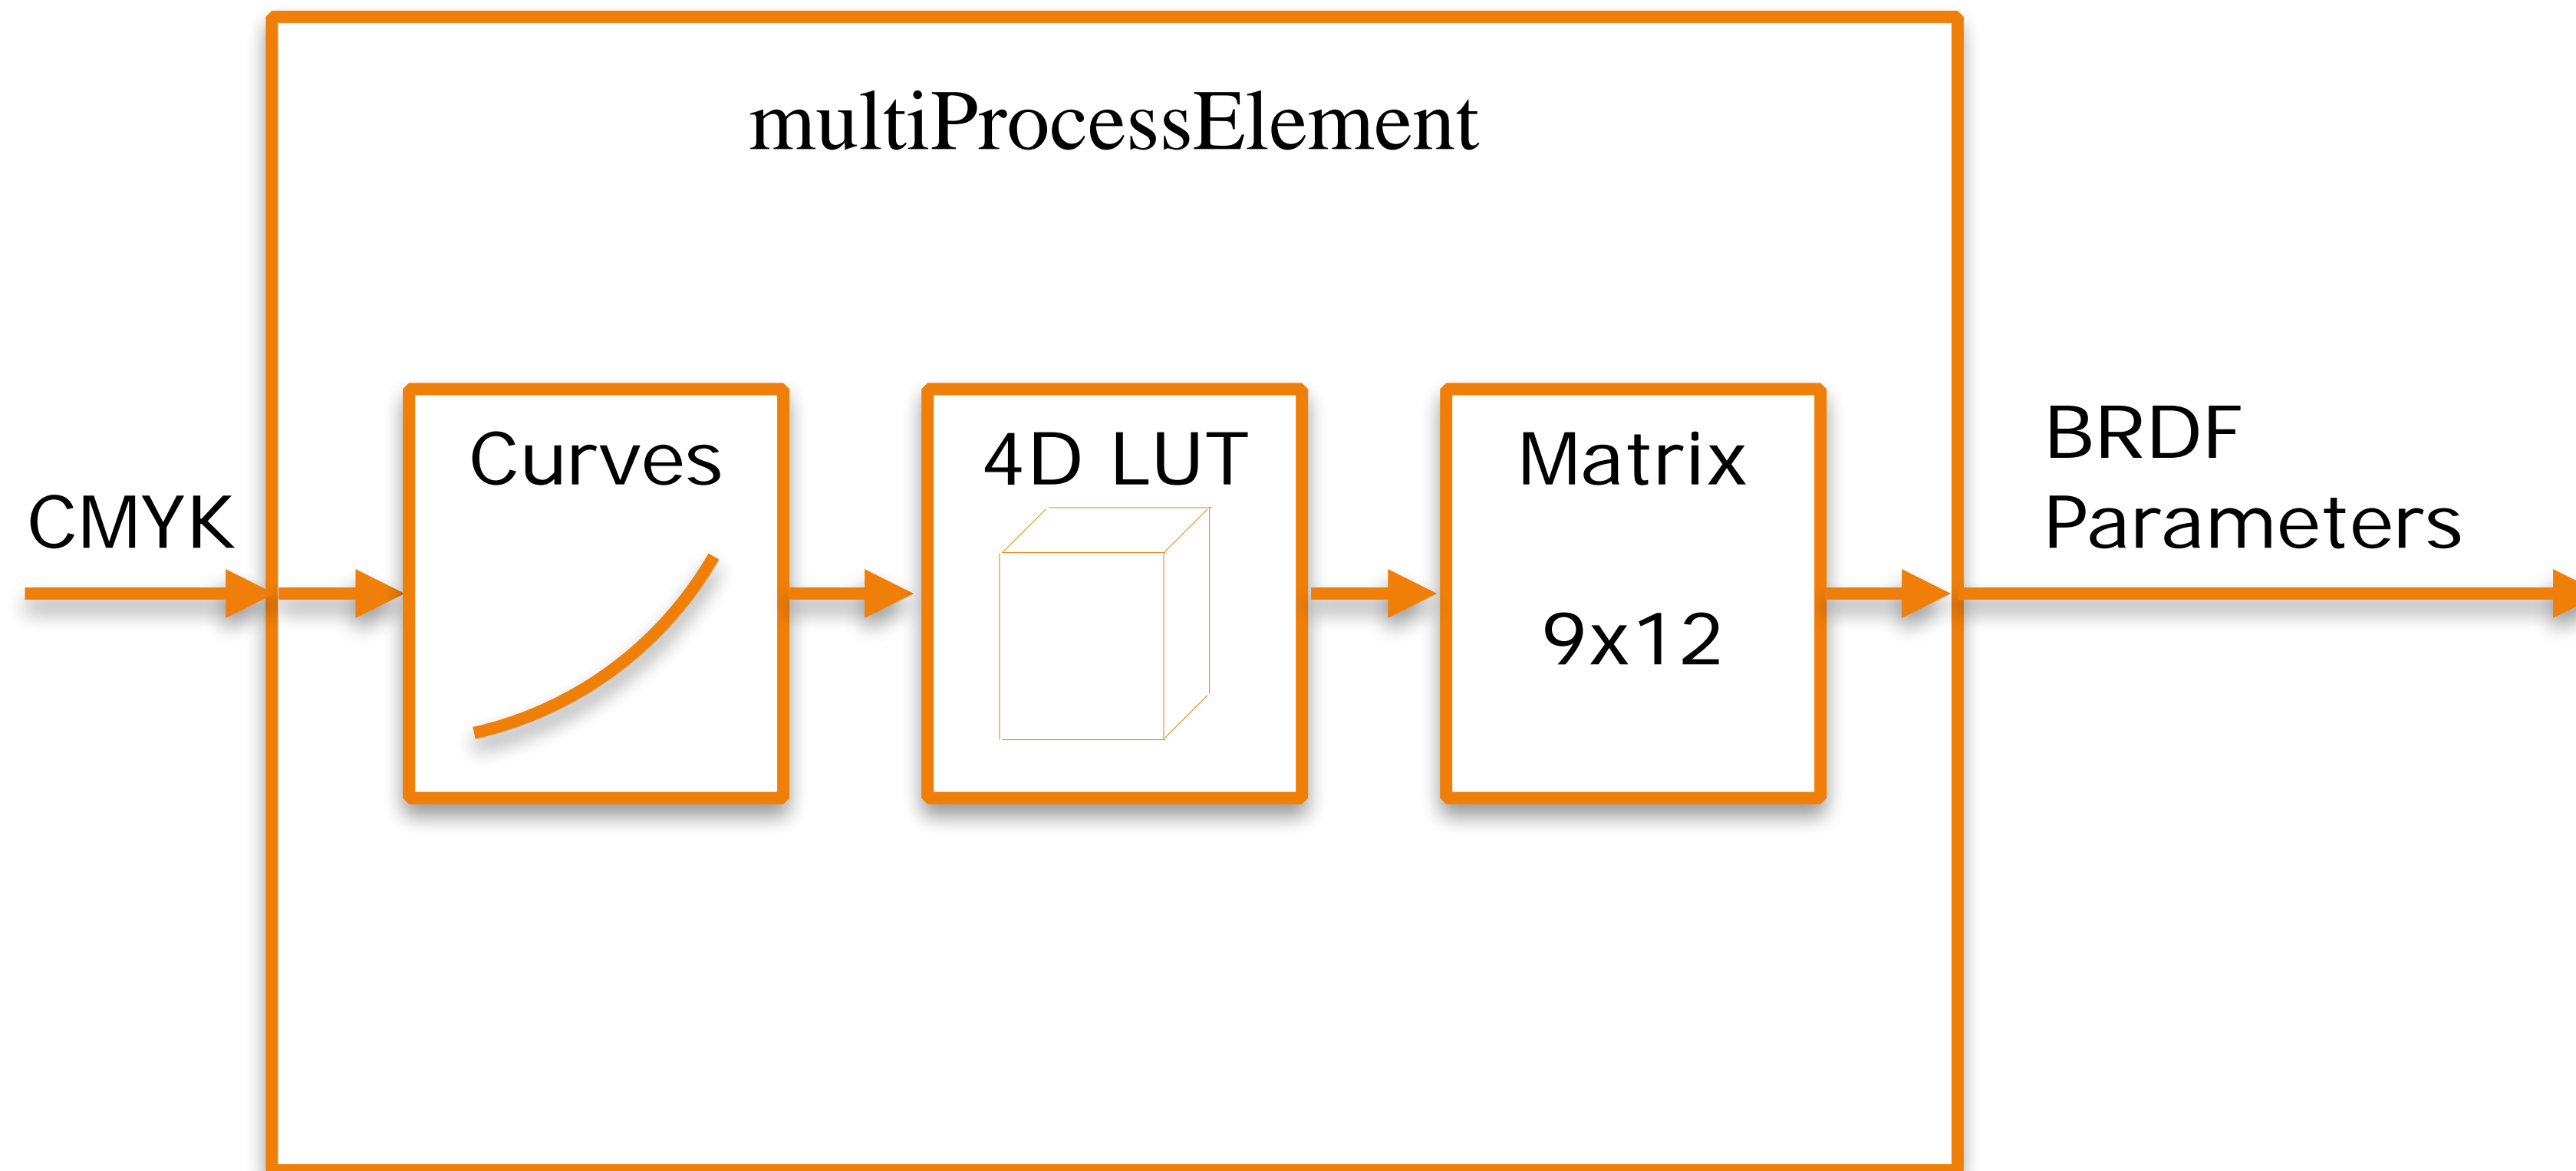 multiProcessElement
CMYK
Curves
4D LUT
Matrix
9x12
BRDF
Parameters